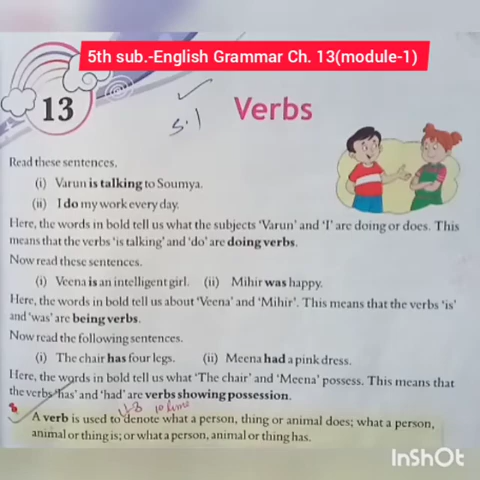 5th sub.-English Grammar Ch. 13(module-1)
13
S.1
Verbs
Read these sentences.
(i) Varun is talking to Soumya.
(ii) I do my work every day.
Here, the words in bold tell us what the subjects 'Varun' and 'I' are doing or does. This
means that the verbs 'is talking' and 'do' are doing verbs.
Now read these sentences.
(i) Veena is an intelligent girl. (ii) Mihir was happy.
Here, the words in bold tell us about 'Veena' and 'Mihir'. This means that the verbs 'is'
and 'was' are being verbs.
Now read the following sentences.
(i) The chair has four legs. (ii) Meena had a pink dress.
Here, the words in bold tell us what 'The chair' and 'Meena' possess. This means that
the verbs 'has' and 'had' are verbs showing possession.
10 time
A verb is used to denote what a person, thing or animal does; what a person,
animal or thing is; or what a person, animal or thing has.
InShOt